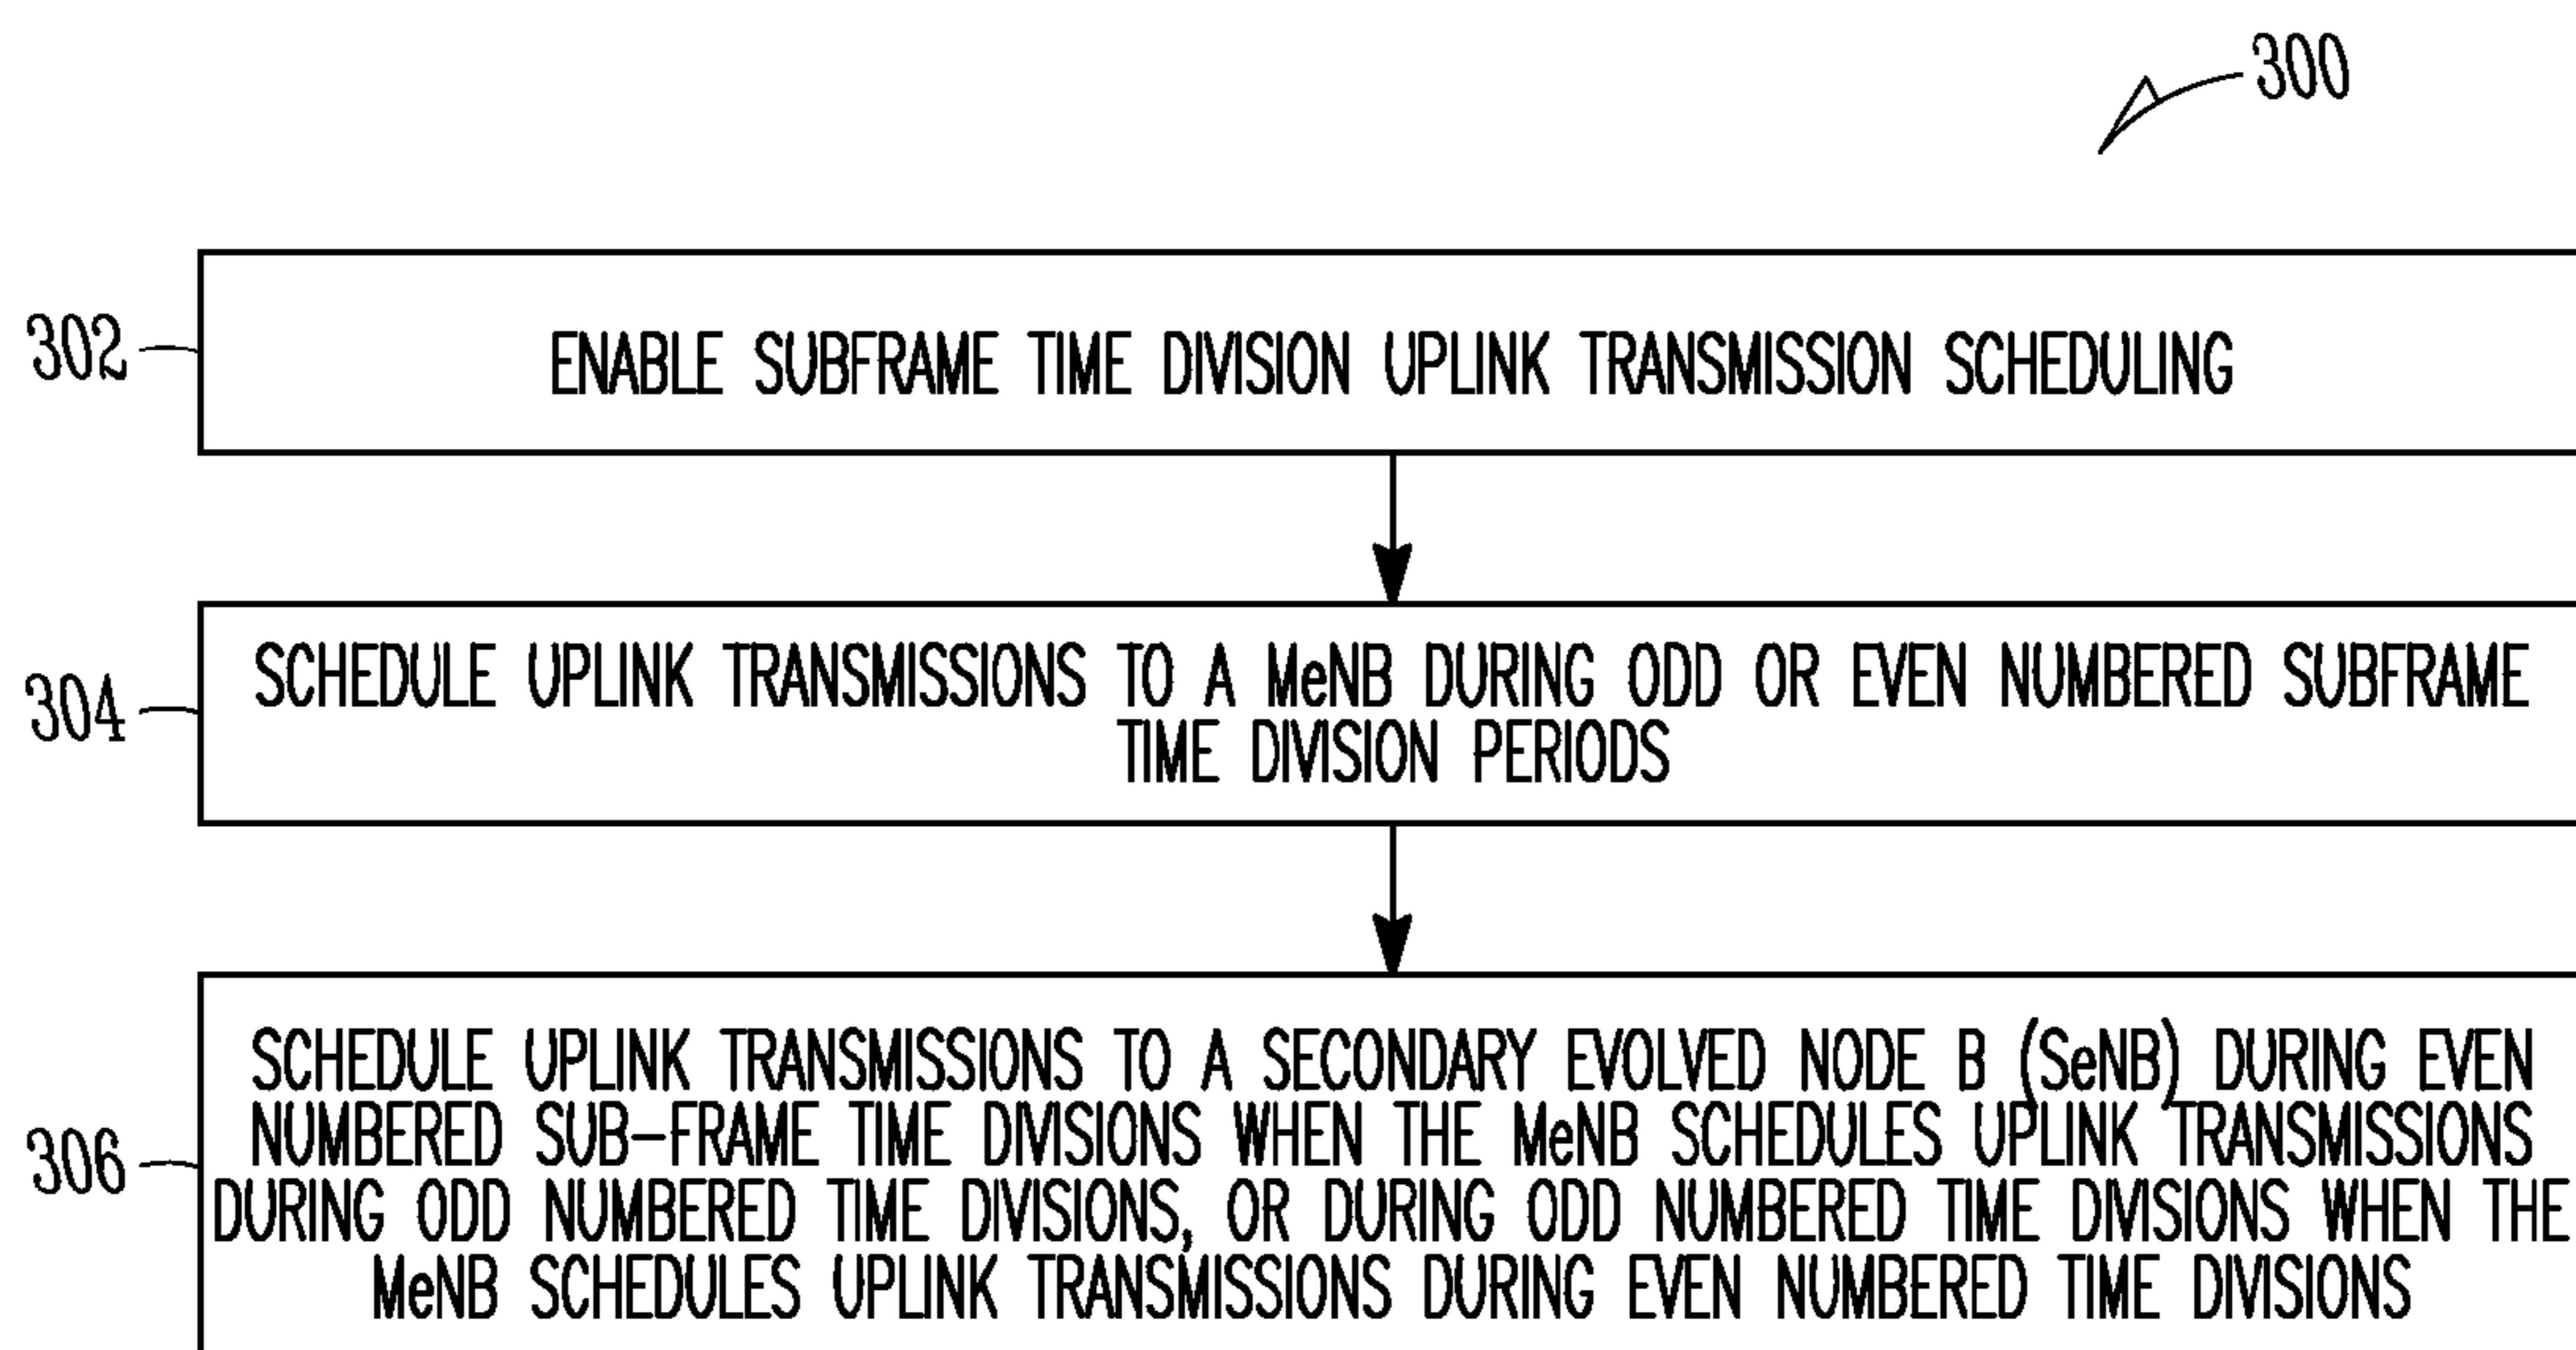 300
302
ENABLE SUBFRAME TIME DIVISION UPLINK TRANSMISSION SCHEDULING
304
SCHEDULE UPLINK TRANSMISSIONS TO A MeNB DURING ODD OR EVEN NUMBERED SUBFRAME
TIME DIVISION PERIODS
306
SCHEDULE UPLINK TRANSMISSIONS TO A SECONDARY EVOLVED NODE B (SeNB) DURING EVEN
NUMBERED SUB-FRAME TIME DIVISIONS WHEN THE MeNB SCHEDULES UPLINK TRANSMISSIONS
DURING ODD NUMBERED TIME DIVISIONS, OR DURING ODD NUMBERED TIME DIVISIONS WHEN THE
MeNB SCHEDULES UPLINK TRANSMISSIONS DURING EVEN NUMBERED TIME DIVISIONS